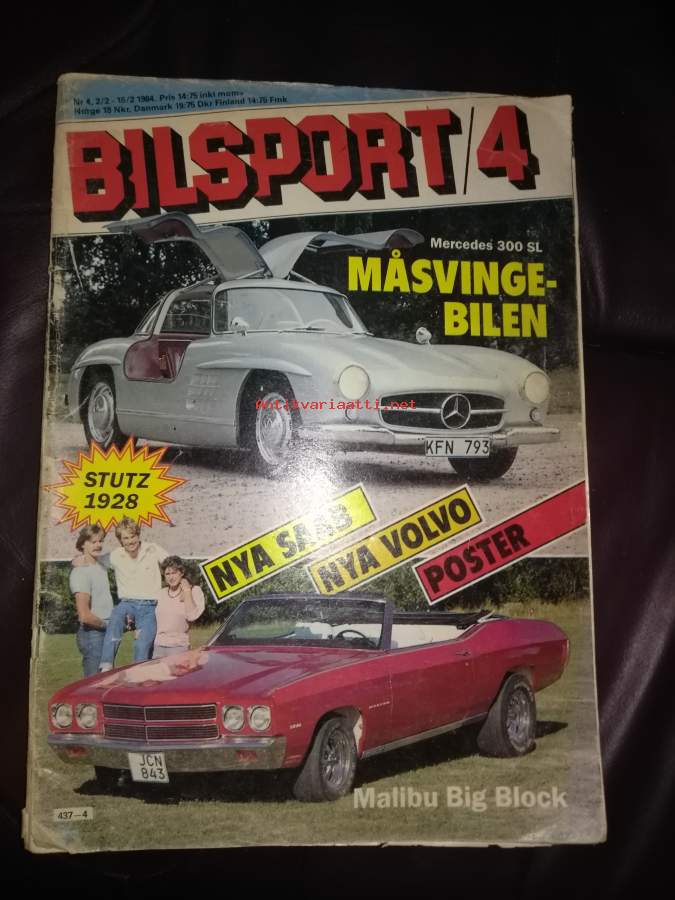 Nr 4, 2/2 - 15/2 1984. Pris 14:75 inkl moms
Norge 18 Nkr. Danmark 19:75 Dkr Finland 14:75 Fmk
BILSPORT/4
Mercedes 300 SL
MÅSVINGE-
BILEN
Antikvariaatti.net
KFN 793
STUTZ
1928
NYA SAAB
NYA VOLVO
POSTER
JCN
843
Malibu Big Block
437-4